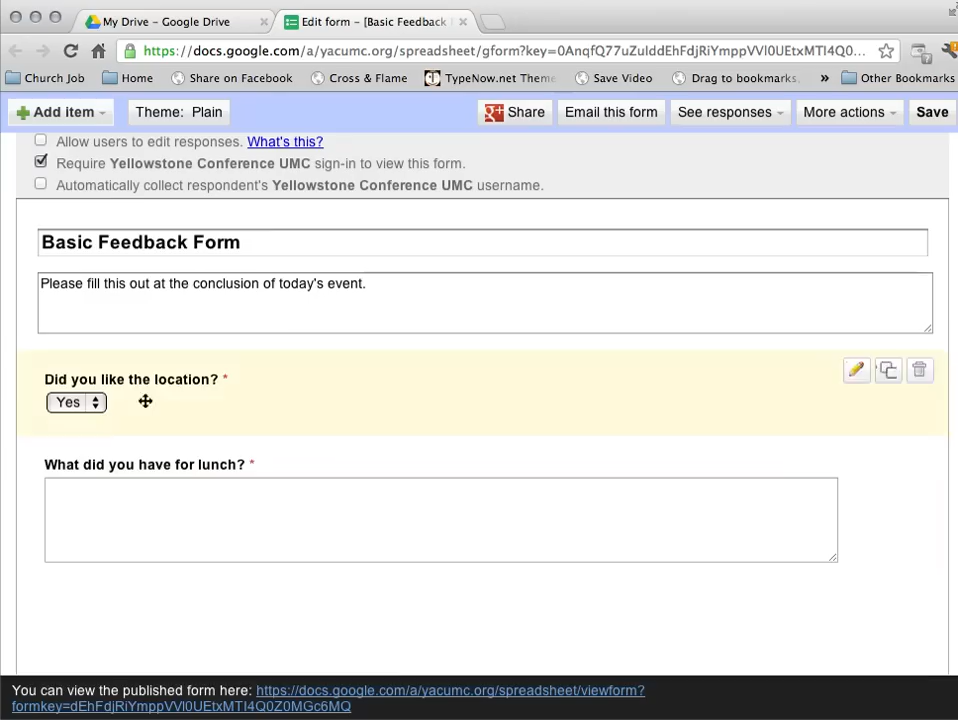 My Drive – Google Drive
Edit form – [Basic Feedback
https://docs.google.com/a/yacumc.org/spreadsheet/gform?key=0AnqfQ77uZulddEhFdjRiYmppVVl0UEtxMTI4Q0...
Church Job
Home
Share on Facebook
Cross & Flame
TypeNow.net Theme
Save Video
Drag to bookmarks
»
Other Bookmarks
Add item
Theme: Plain
Share
Email this form
See responses
More actions
Save
Allow users to edit responses. What's this?
Require Yellowstone Conference UMC sign-in to view this form.
Automatically collect respondent's Yellowstone Conference UMC username.
Basic Feedback Form
Please fill this out at the conclusion of today's event.
Did you like the location? *
Yes
What did you have for lunch? *
You can view the published form here: https://docs.google.com/a/yacumc.org/spreadsheet/viewform?
formkey=dEhFdjRiYmppVVl0UEtxMTI4Q0Z0MGc6MQ